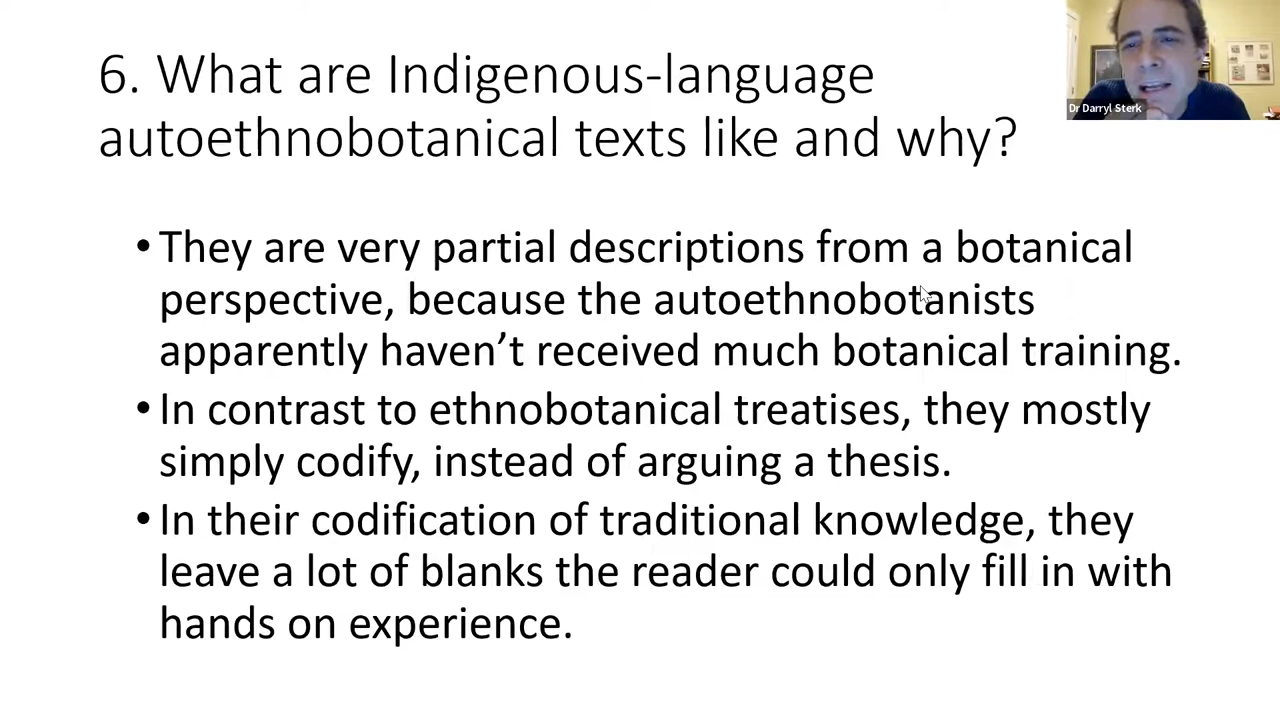 6. What are Indigenous-language
autoethnobotanical texts like and why?
Dr Darryl Sterk
• They are very partial descriptions from a botanical
perspective, because the autoethnobotanists
apparently haven’t received much botanical training.
• In contrast to ethnobotanical treatises, they mostly
simply codify, instead of arguing a thesis.
• In their codification of traditional knowledge, they
leave a lot of blanks the reader could only fill in with
hands on experience.